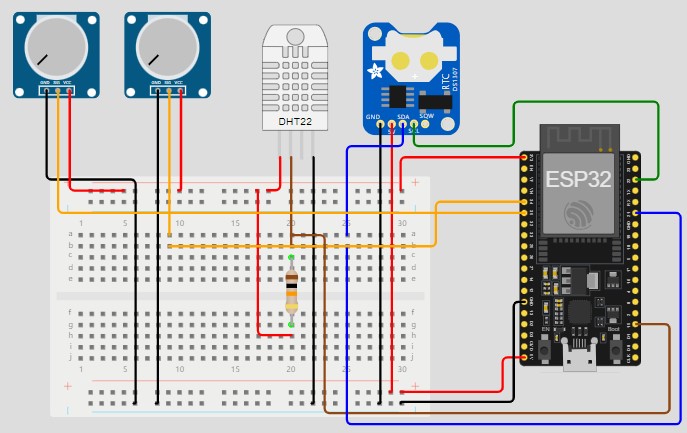 GND SIG VCC
GND SIG VCC
DHT22
RTC
DS1307
GND
5V
SDA
SCL
SQW
ESP32
EN
Boot
1 5 10 15 20 25 30
a
b
c
d
e
a
b
c
d
e
f
g
h
i
j
f
g
h
i
j
1 5 10 15 20 25 30